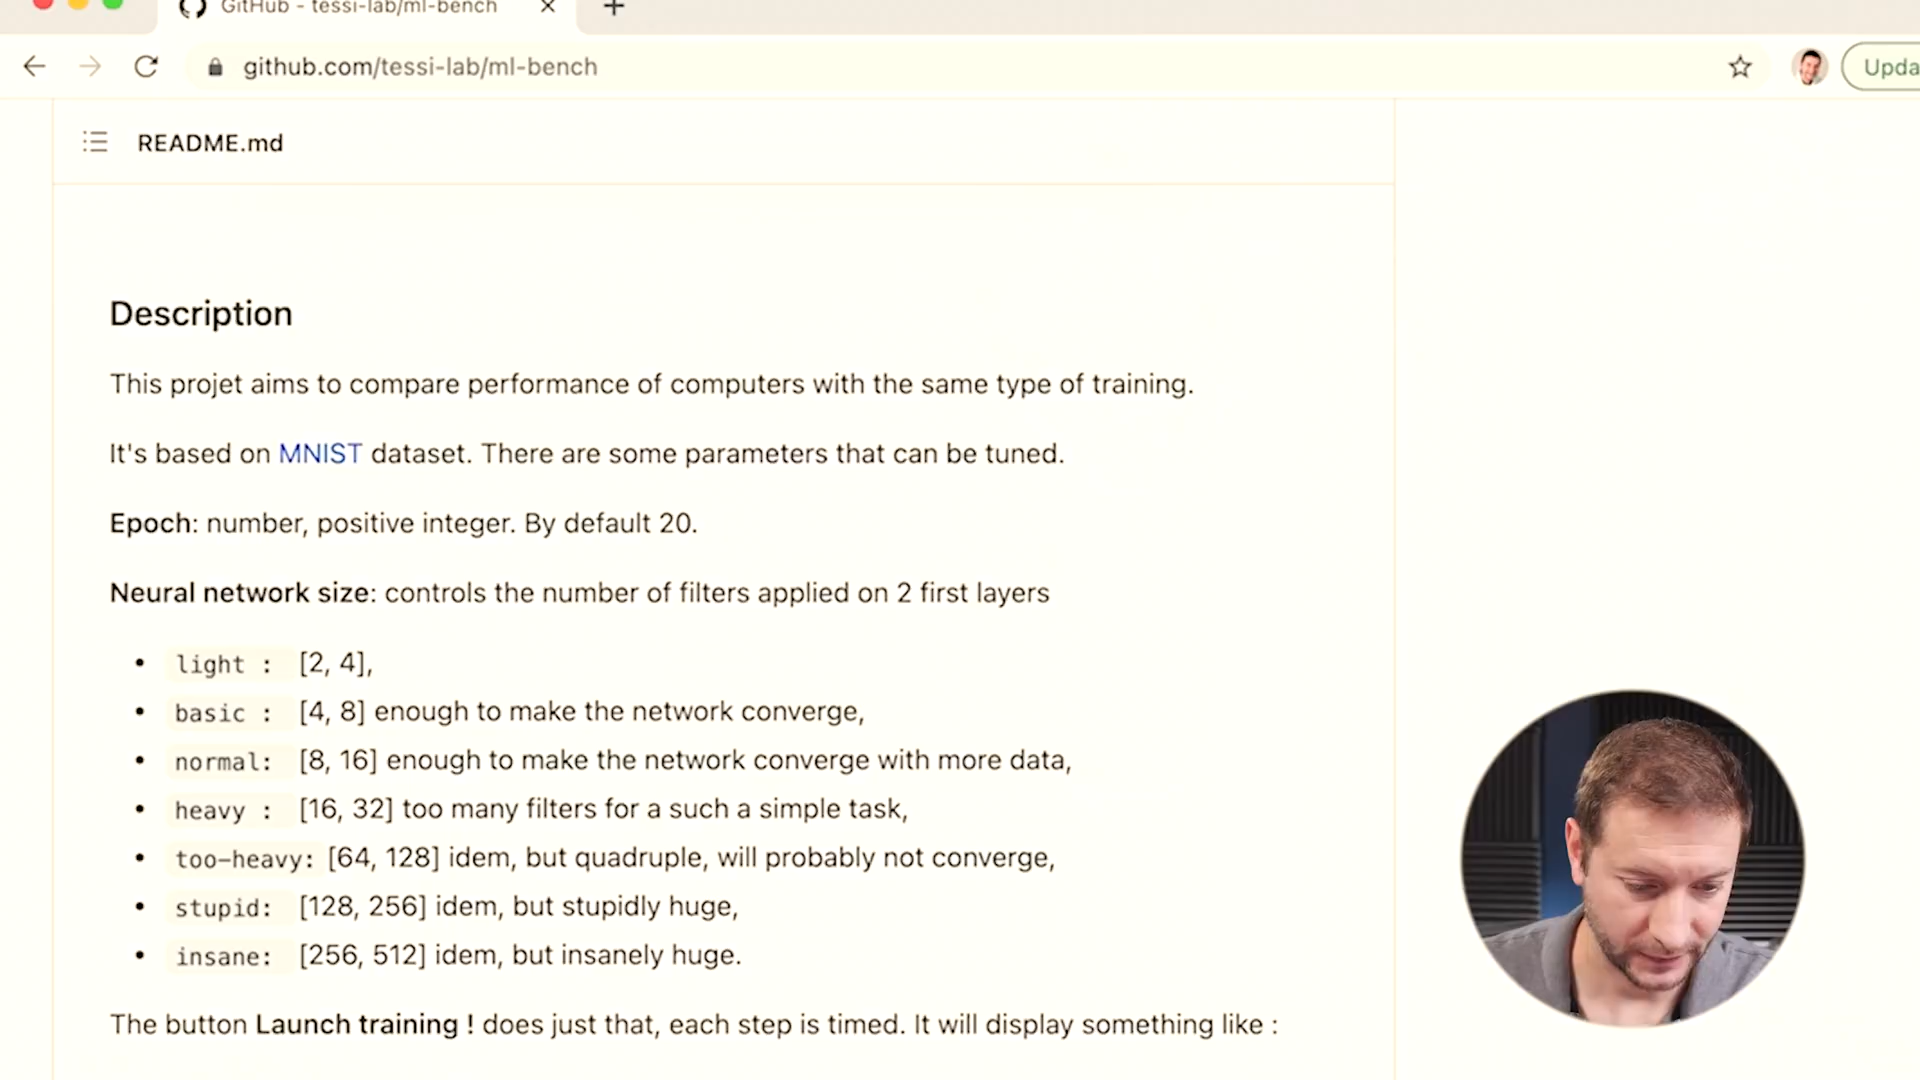 GitHub - tessi-lab/ml-bench
github.com/tessi-lab/ml-bench
Upda
README.md
Description
This projet aims to compare performance of computers with the same type of training.
It's based on MNIST dataset. There are some parameters that can be tuned.
Epoch: number, positive integer. By default 20.
Neural network size: controls the number of filters applied on 2 first layers
• light : [2, 4],
• basic : [4, 8] enough to make the network converge,
• normal: [8, 16] enough to make the network converge with more data,
• heavy : [16, 32] too many filters for a such a simple task,
• too-heavy: [64, 128] idem, but quadruple, will probably not converge,
• stupid: [128, 256] idem, but stupidly huge,
• insane: [256, 512] idem, but insanely huge.
The button Launch training ! does just that, each step is timed. It will display something like :